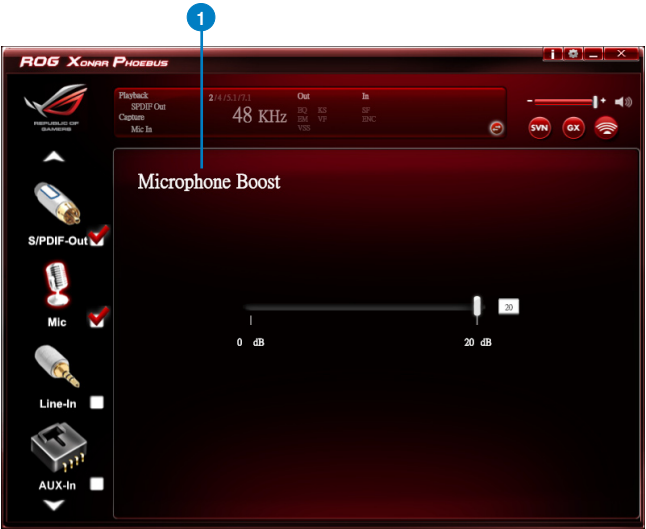 1
ROG XONAR PHOEBUS
REPUBLIC OF
GAMERS
Playback
SPDIF Out
Capture
Mic In
2/4/5.1/7.1
48 KHz
Out
EQ KS
EM VF
VSS
In
SF
ENC
- +
SVN GX
Microphone Boost
S/PDIF-Out
Mic
Line-In
AUX-In
20
0 dB 20 dB